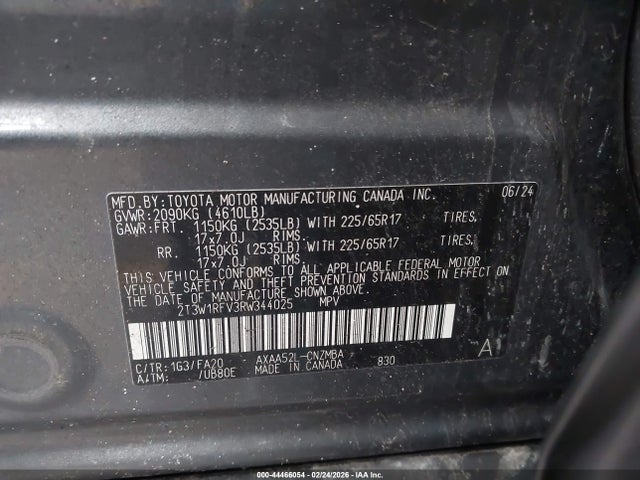 MFD.BY:TOYOTA MOTOR MANUFACTURING CANADA INC. 06/24
GVWR:2090KG (4610LB)
GAWR:FRT. 1150KG (2535LB) WITH 225/65R17 TIRES,
17x7.0J RIMS.
RR. 1150KG (2535LB) WITH 225/65R17 TIRES,
17x7.0J RIMS.
THIS VEHICLE CONFORMS TO ALL APPLICABLE FEDERAL MOTOR
VEHICLE SAFETY AND THEFT PREVENTION STANDARDS IN EFFECT
ON THE DATE OF MANUFACTURE SHOWN ABOVE.
2T3W1RFV3RW344025 MPV
C/TR:1G3/FA20 AXAA52L-CNZMBA 830 A
A/TM: /UB80E MADE IN CANADA
000-44466054 - 02/24/2026 - IAA Inc.